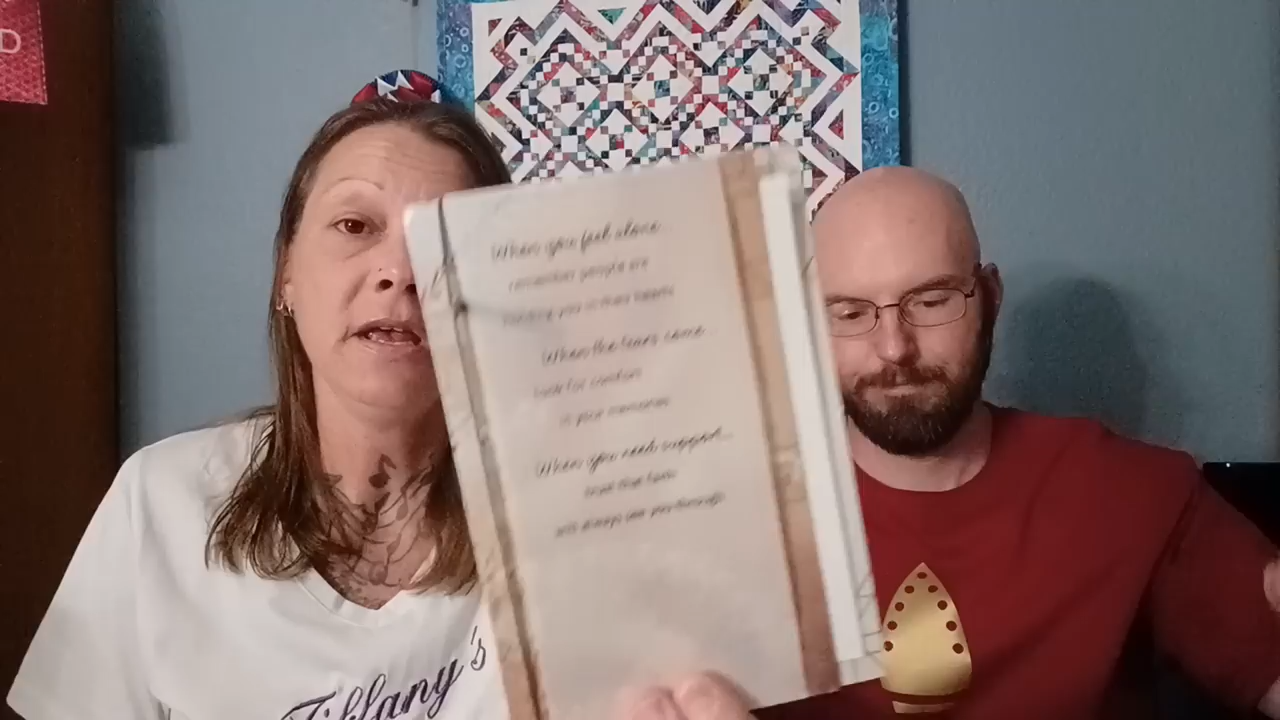 D
When you feel alone...
remember people are
holding you in their hearts
When the tears come...
look for comfort
in your memories
When you need support...
trust that faith
will always see you through
Tiffany's